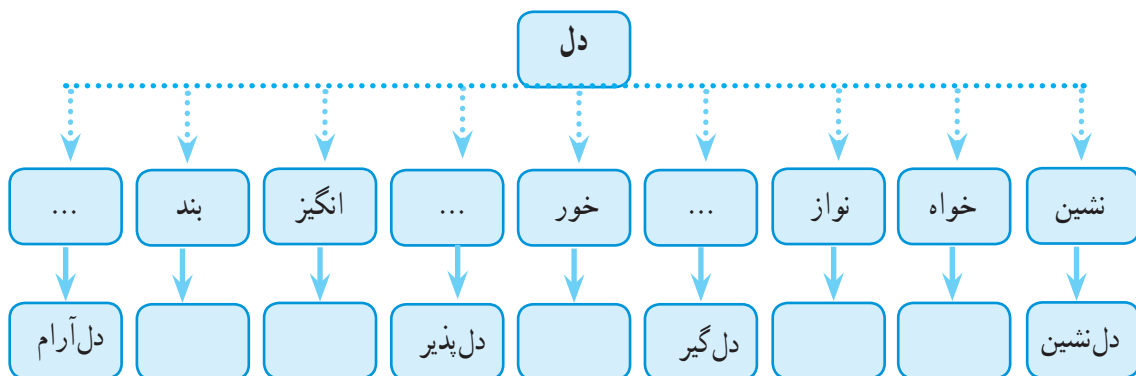 دل
نشین خواه نواز ... خور ... انگیز بند ...
دل‌نشین دل‌گیر دل‌پذیر دل‌آرام